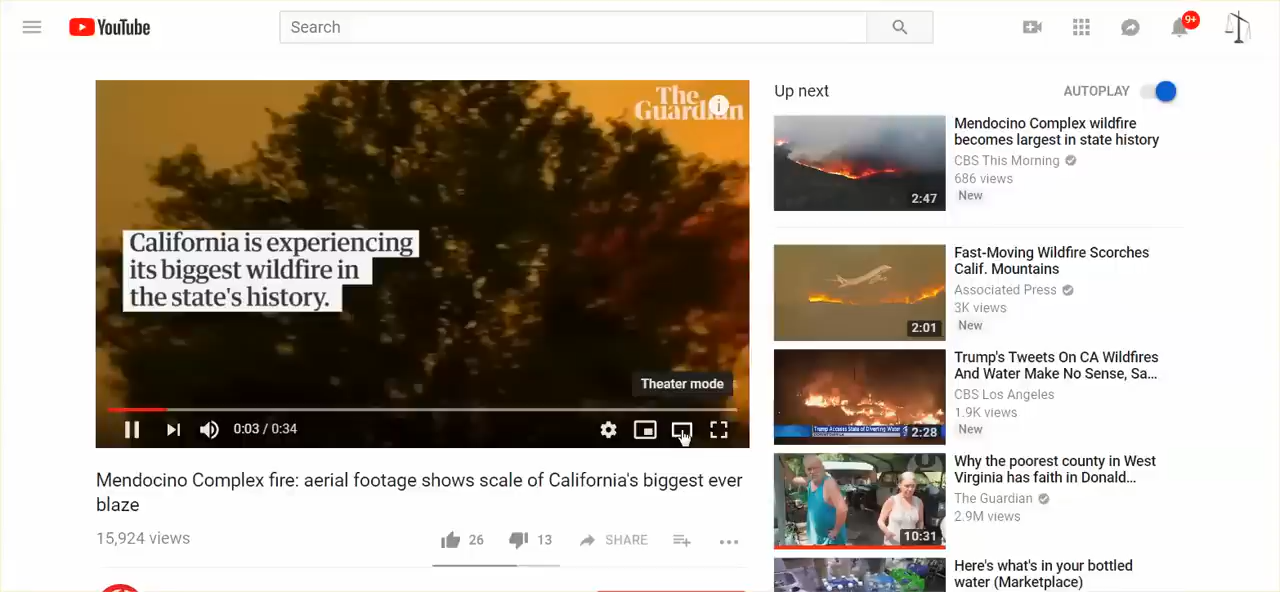 YouTube
Search
9+
The
Guardian
California is experiencing
its biggest wildfire in
the state's history.
Theater mode
0:03 / 0:34
Mendocino Complex fire: aerial footage shows scale of California's biggest ever
blaze
15,924 views
26
13
SHARE
Up next
AUTOPLAY
2:47
Mendocino Complex wildfire
becomes largest in state history
CBS This Morning
686 views
New
2:01
Fast-Moving Wildfire Scorches
Calif. Mountains
Associated Press
3K views
New
2:28
Trump's Tweets On CA Wildfires
And Water Make No Sense, Sa...
CBS Los Angeles
1.9K views
New
10:31
Why the poorest county in West
Virginia has faith in Donald...
The Guardian
2.9M views
Here's what's in your bottled
water (Marketplace)